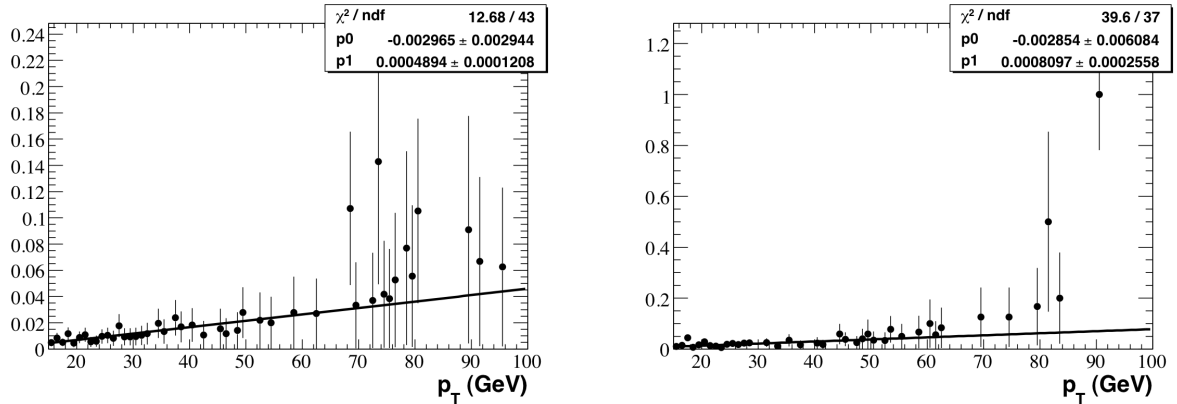 χ² / ndf 12.68 / 43
p0 -0.002965 ± 0.002944
p1 0.0004894 ± 0.0001208
0.24
0.22
0.2
0.18
0.16
0.14
0.12
0.1
0.08
0.06
0.04
0.02
0
20 30 40 50 60 70 80 90 100
p_T (GeV)
χ² / ndf 39.6 / 37
p0 -0.002854 ± 0.006084
p1 0.0008097 ± 0.0002558
1.2
1
0.8
0.6
0.4
0.2
0
20 30 40 50 60 70 80 90 100
p_T (GeV)